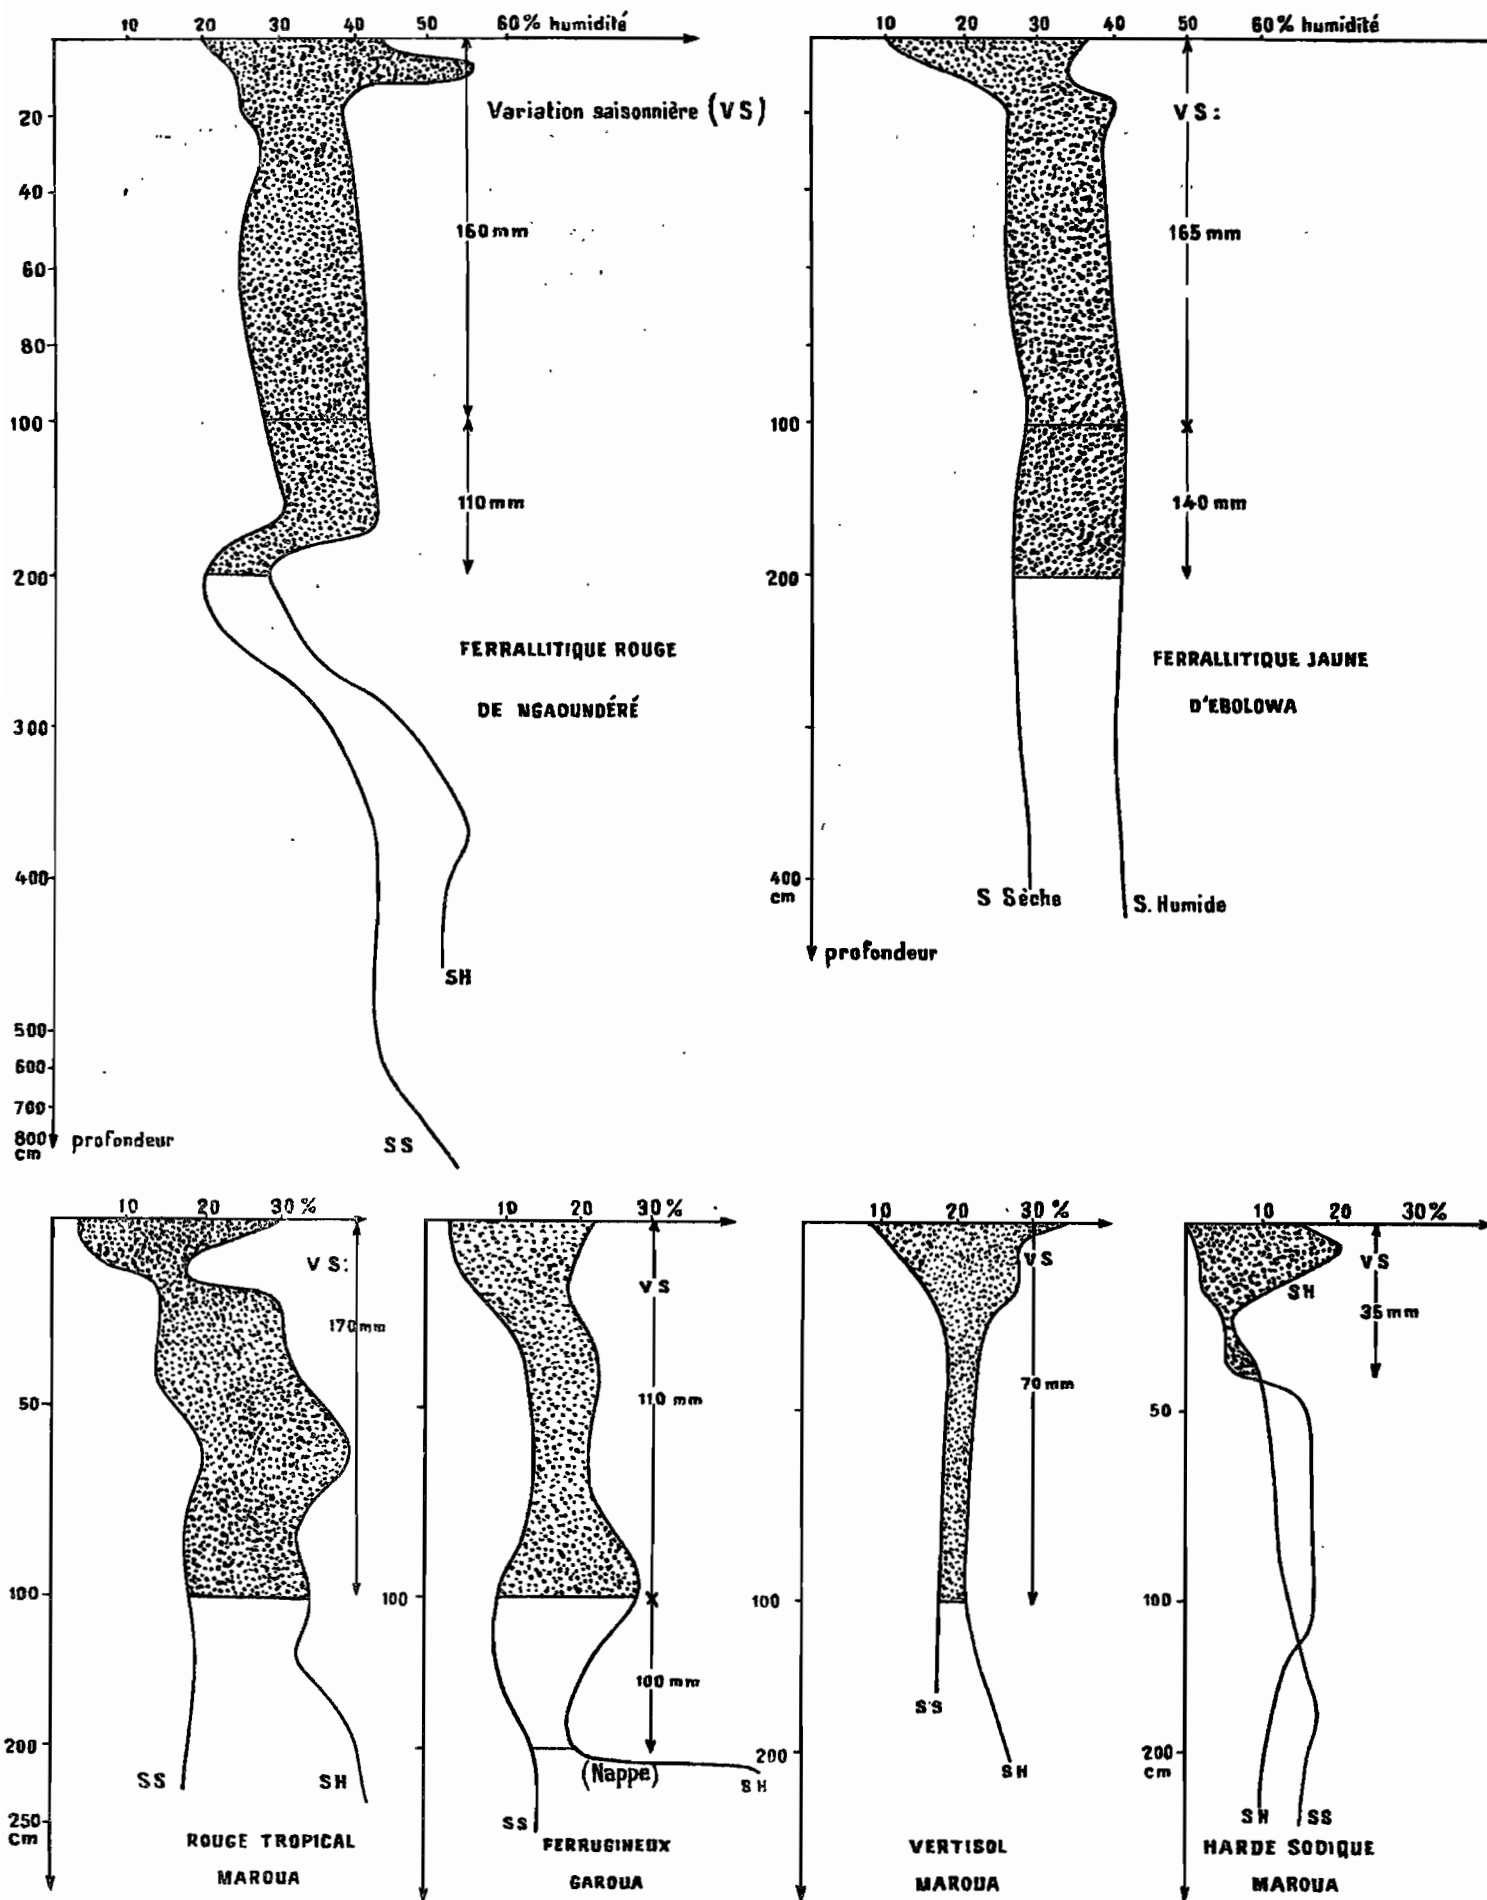 10 20 30 40 50 60% humidité
20
40
60
80
100
200
300
400
500
600
700
800
cm
profondeur
Variation saisonnière (VS)
160 mm
110 mm
FERRALLITIQUE ROUGE
DE NGAOUNDÉRÉ
SH
SS
10 20 30 40 50 60% humidité
VS:
165 mm
100
140 mm
200
FERRALLITIQUE JAUNE
D'EBOLOWA
400
cm
S Sèche
S. Humide
profondeur
10 20 30%
VS:
170 mm
50
100
200
250
cm
SS
SH
ROUGE TROPICAL
MAROUA
10 20 30%
VS
110 mm
100
100 mm
(Nappe)
SH
SS
FERRUGINEUX
GAROUA
10 20 30%
VS
70 mm
100
200
SS
SH
VERTISOL
MAROUA
10 20 30%
VS
SH
35 mm
50
100
200
cm
SH SS
HARDE SODIQUE
MAROUA